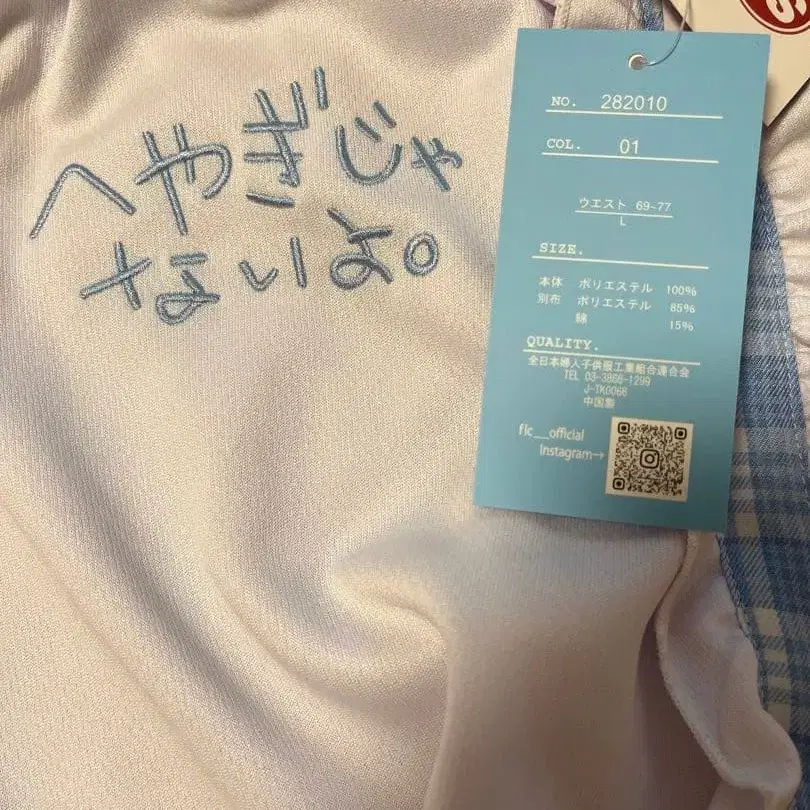 へやぎじゃ
ないよ。
NO. 282010
COL. 01
ウエスト 69-77
L
SIZE.
本体 ポリエステル 100%
別布 ポリエステル 85%
綿 15%
QUALITY.
全日本婦人子供服工業組合連合会
TEL 03-3866-1299
J-TK0066
中国製
flc__official
Instagram→